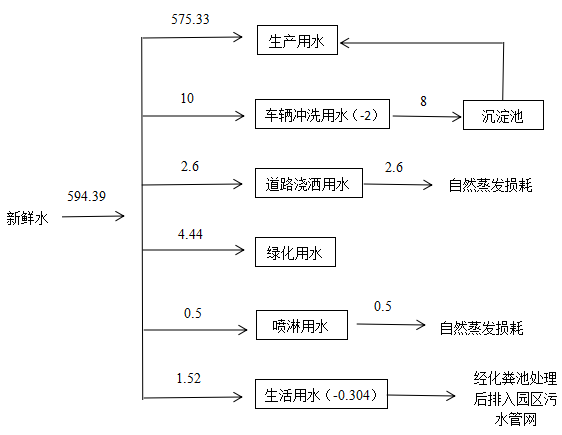 575.33
生产用水
10
车辆冲洗用水（-2）
8
沉淀池
2.6
道路浇洒用水
2.6
自然蒸发损耗
594.39
新鲜水
4.44
绿化用水
0.5
喷淋用水
0.5
自然蒸发损耗
1.52
生活用水（-0.304）
经化粪池处理
后排入园区污
水管网